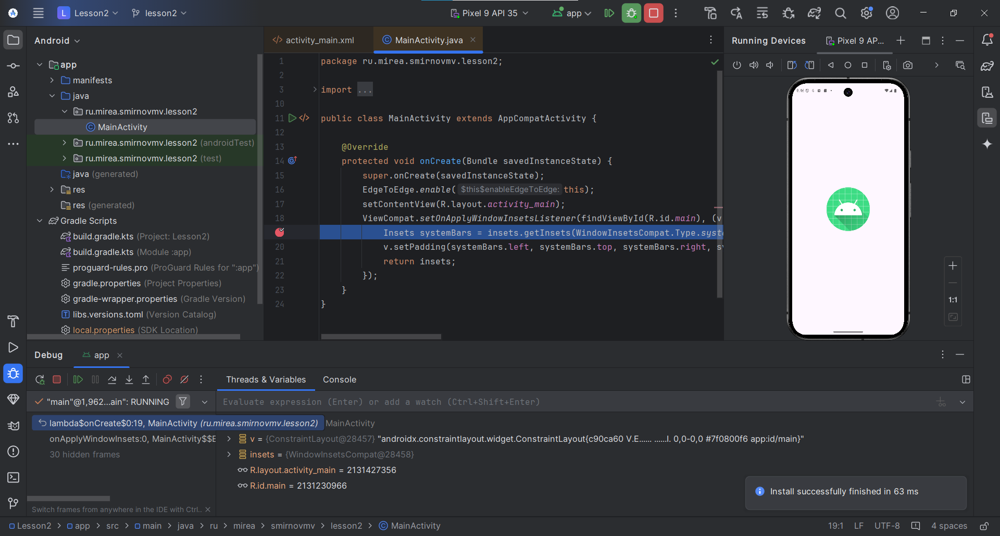 L Lesson2 lesson2 Pixel 9 API 35 app
Android
app
manifests
java
ru.mirea.smirnovmv.lesson2
MainActivity
ru.mirea.smirnovmv.lesson2 (androidTest)
ru.mirea.smirnovmv.lesson2 (test)
java (generated)
res
res (generated)
Gradle Scripts
build.gradle.kts (Project: Lesson2)
build.gradle.kts (Module :app)
proguard-rules.pro (ProGuard Rules for ":app")
gradle.properties (Project Properties)
gradle-wrapper.properties (Gradle Version)
libs.versions.toml (Version Catalog)
local.properties (SDK Location)
activity_main.xml MainActivity.java
1 package ru.mirea.smirnovmv.lesson2;
2
3 import ...
10
11 public class MainActivity extends AppCompatActivity {
12
13 @Override
14 protected void onCreate(Bundle savedInstanceState) {
15 super.onCreate(savedInstanceState);
16 EdgeToEdge.enable( $this$enableEdgeToEdge: this);
17 setContentView(R.layout.activity_main);
18 ViewCompat.setOnApplyWindowInsetsListener(findViewById(R.id.main), (v
Insets systemBars = insets.getInsets(WindowInsetsCompat.Type.syst
20 v.setPadding(systemBars.left, systemBars.top, systemBars.right, s
21 return insets;
22 });
23 }
24 }
Running Devices Pixel 9 AP...
1:1
Debug app
Threads & Variables Console
"main"@1,962...ain": RUNNING
Evaluate expression (Enter) or add a watch (Ctrl+Shift+Enter)
lambda$onCreate$0:19, MainActivity (ru.mirea.smirnovmv.lesson2) MainActivity
onApplyWindowInsets:0, MainActivity$$E
30 hidden frames
v = {ConstraintLayout@28457} "androidx.constraintlayout.widget.ConstraintLayout{c90ca60 V.E...... ......I. 0,0-0,0 #7f0800f6 app:id/main}"
insets = {WindowInsetsCompat@28458}
R.layout.activity_main = 2131427356
R.id.main = 2131230966
Install successfully finished in 63 ms
Switch frames from anywhere in the IDE with Ctrl..
Lesson2 > app > src > main > java > ru > mirea > smirnovmv > lesson2 > MainActivity
19:1 LF UTF-8 4 spaces